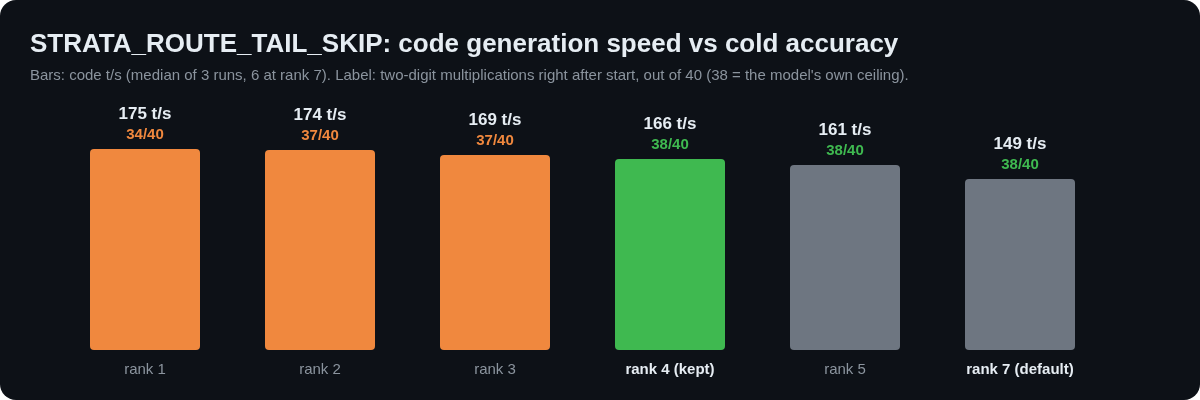 STRATA_ROUTE_TAIL_SKIP: code generation speed vs cold accuracy
Bars: code t/s (median of 3 runs, 6 at rank 7). Label: two-digit multiplications right after start, out of 40 (38 = the model's own ceiling).
175 t/s
34/40
174 t/s
37/40
169 t/s
37/40
166 t/s
38/40
161 t/s
38/40
149 t/s
38/40
rank 1
rank 2
rank 3
rank 4 (kept)
rank 5
rank 7 (default)